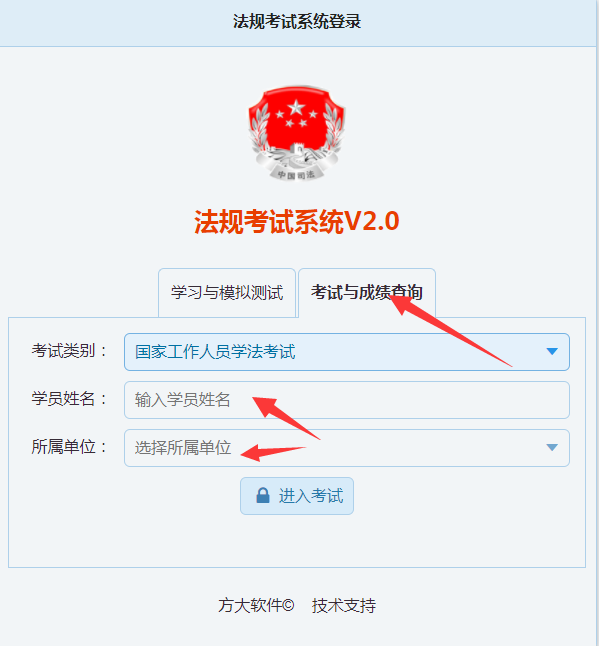 法规考试系统登录
中国司法
法规考试系统V2.0
学习与模拟测试 考试与成绩查询
考试类别： 国家工作人员学法考试
学员姓名： 输入学员姓名
所属单位： 选择所属单位
进入考试
方大软件© 技术支持